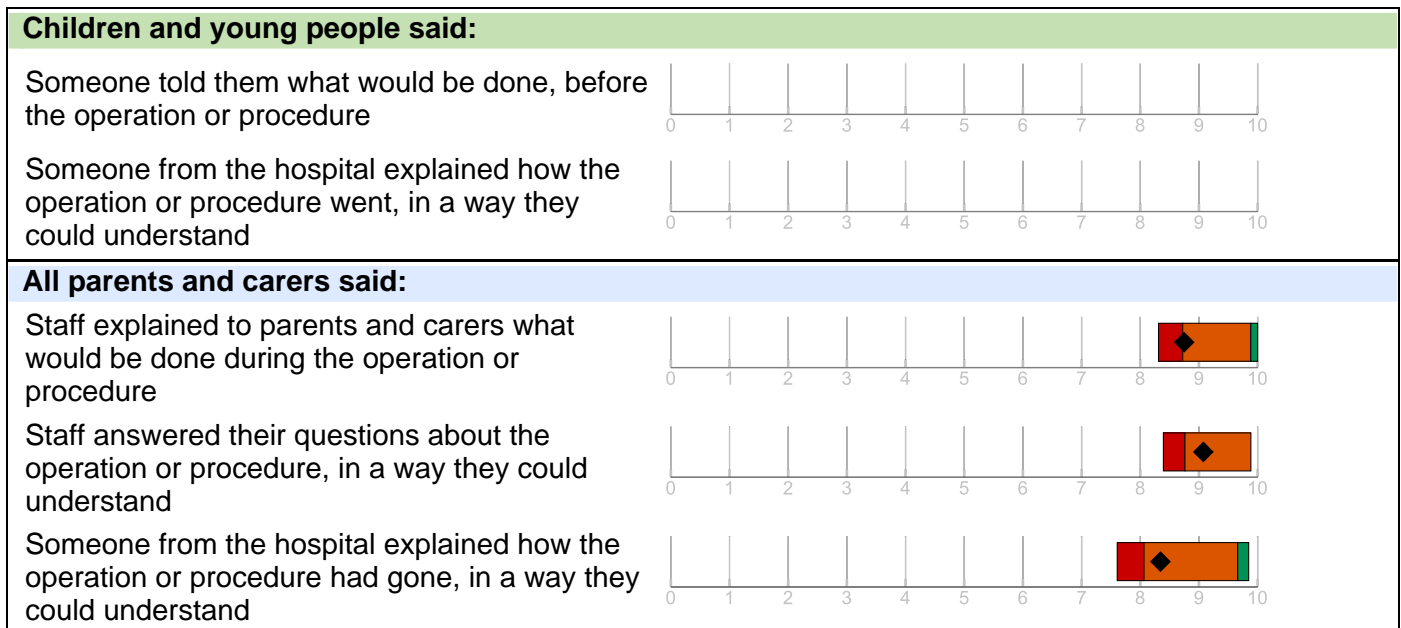 Children and young people said:
Someone told them what would be done, before
the operation or procedure
0 1 2 3 4 5 6 7 8 9 10
Someone from the hospital explained how the
operation or procedure went, in a way they
could understand
0 1 2 3 4 5 6 7 8 9 10
All parents and carers said:
Staff explained to parents and carers what
would be done during the operation or
procedure
0 1 2 3 4 5 6 7 8 9 10
Staff answered their questions about the
operation or procedure, in a way they could
understand
0 1 2 3 4 5 6 7 8 9 10
Someone from the hospital explained how the
operation or procedure had gone, in a way they
could understand
0 1 2 3 4 5 6 7 8 9 10